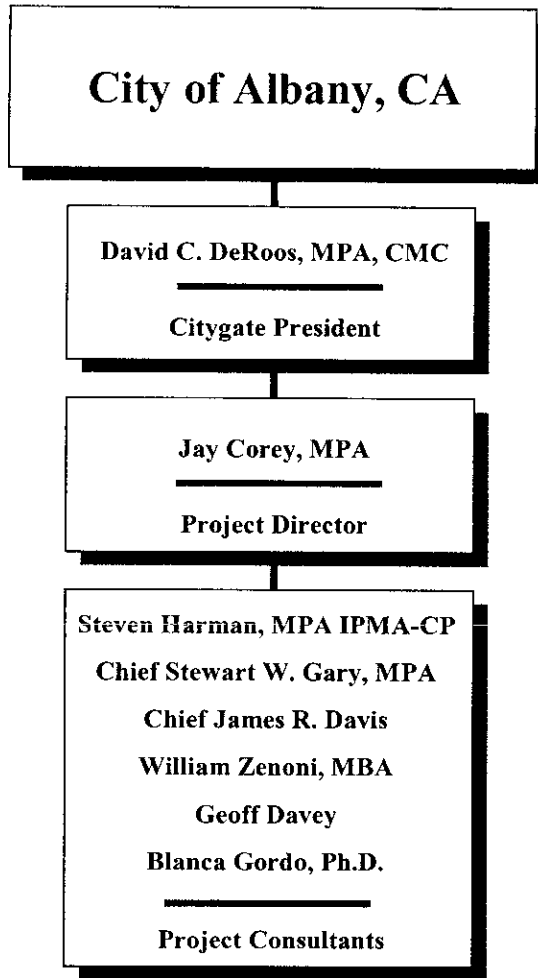 City of Albany, CA
David C. DeRoos, MPA, CMC
Citygate President
Jay Corey, MPA
Project Director
Steven Harman, MPA IPMA-CP
Chief Stewart W. Gary, MPA
Chief James R. Davis
William Zenoni, MBA
Geoff Davey
Blanca Gordo, Ph.D.
Project Consultants